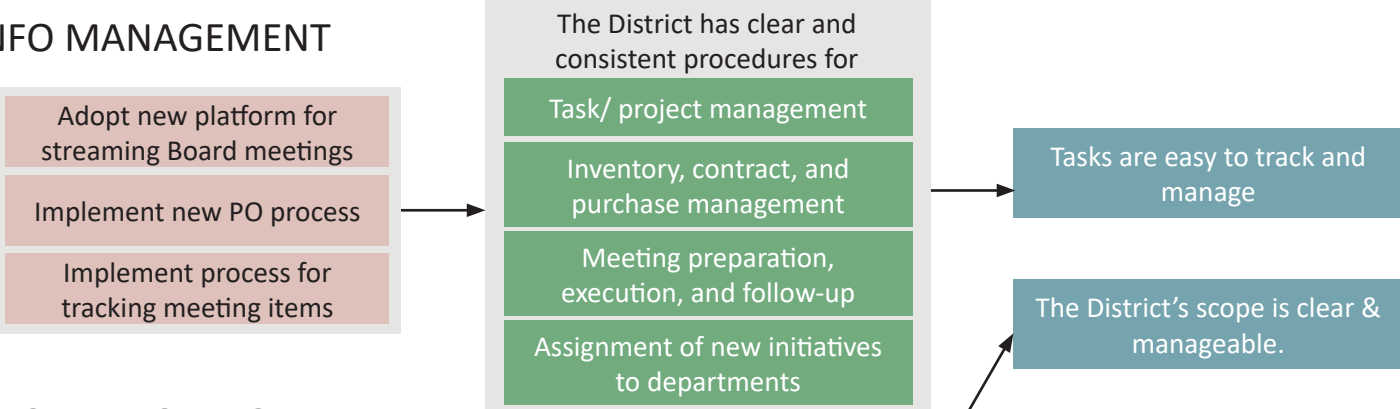 NFO MANAGEMENT
Adopt new platform for
streaming Board meetings
Implement new PO process
Implement process for
tracking meeting items
The District has clear and
consistent procedures for
Task/ project management
Inventory, contract, and
purchase management
Meeting preparation,
execution, and follow-up
Assignment of new initiatives
to departments
Tasks are easy to track and
manage
The District’s scope is clear &
manageable.